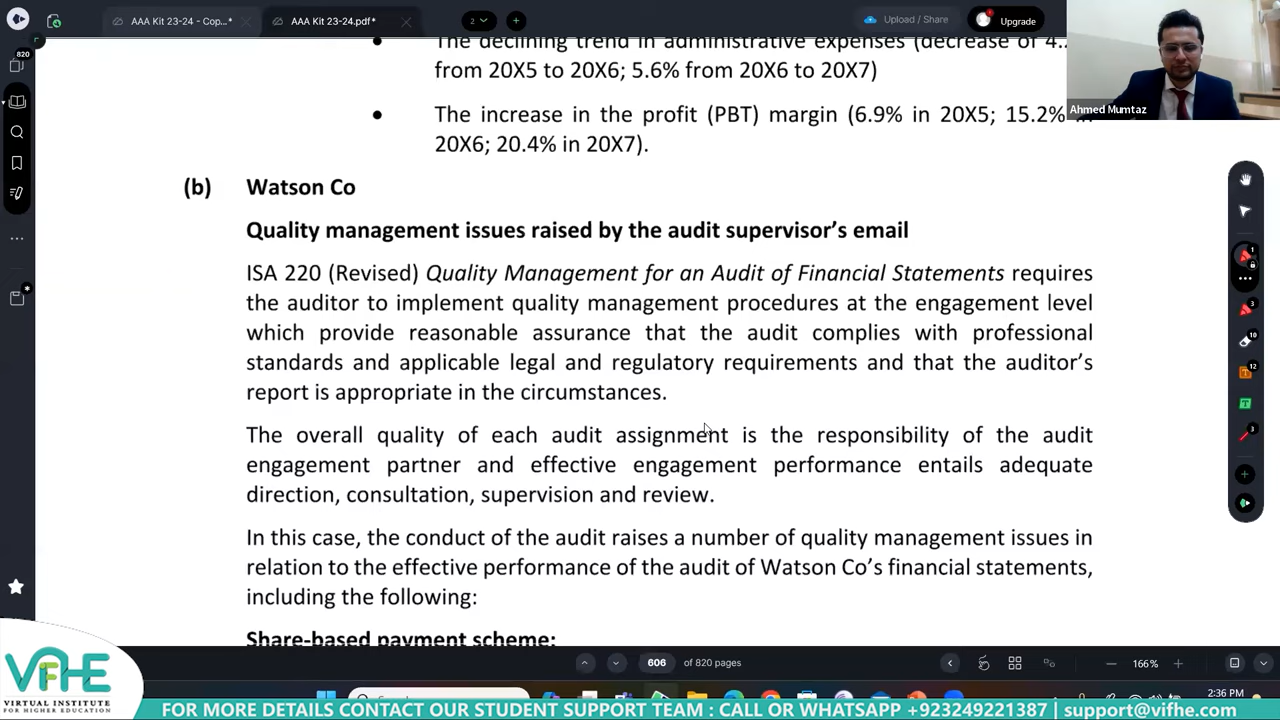 AAA Kit 23-24 - Cop...*
AAA Kit 23-24.pdf*
2
Upload / Share
Upgrade
820
Ahmed Mumtaz
• The declining trend in administrative expenses (decrease of 4..
from 20X5 to 20X6; 5.6% from 20X6 to 20X7)
• The increase in the profit (PBT) margin (6.9% in 20X5; 15.2% in
20X6; 20.4% in 20X7).
(b) Watson Co
Quality management issues raised by the audit supervisor's email
ISA 220 (Revised) Quality Management for an Audit of Financial Statements requires
the auditor to implement quality management procedures at the engagement level
which provide reasonable assurance that the audit complies with professional
standards and applicable legal and regulatory requirements and that the auditor's
report is appropriate in the circumstances.
The overall quality of each audit assignment is the responsibility of the audit
engagement partner and effective engagement performance entails adequate
direction, consultation, supervision and review.
In this case, the conduct of the audit raises a number of quality management issues in
relation to the effective performance of the audit of Watson Co's financial statements,
including the following:
Share-based payment scheme:
1
3
10
12
T
3
606 of 820 pages
166%
2:36 PM
VIFHE
VIRTUAL INSTITUTE
FOR HIGHER EDUCATION
FOR MORE DETAILS CONTACT OUR STUDENT SUPPORT TEAM : CALL OR WHATSAPP +923249221387 | support@vifhe.com